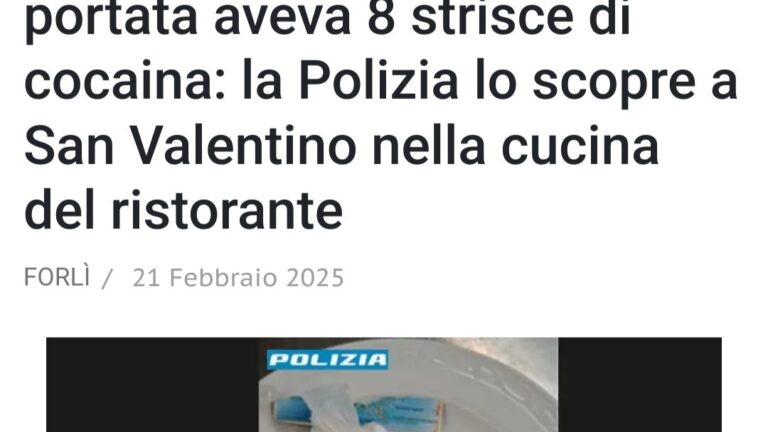 portata aveva 8 strisce di
cocaina: la Polizia lo scopre a
San Valentino nella cucina
del ristorante
FORLÌ / 21 Febbraio 2025
POLIZIA